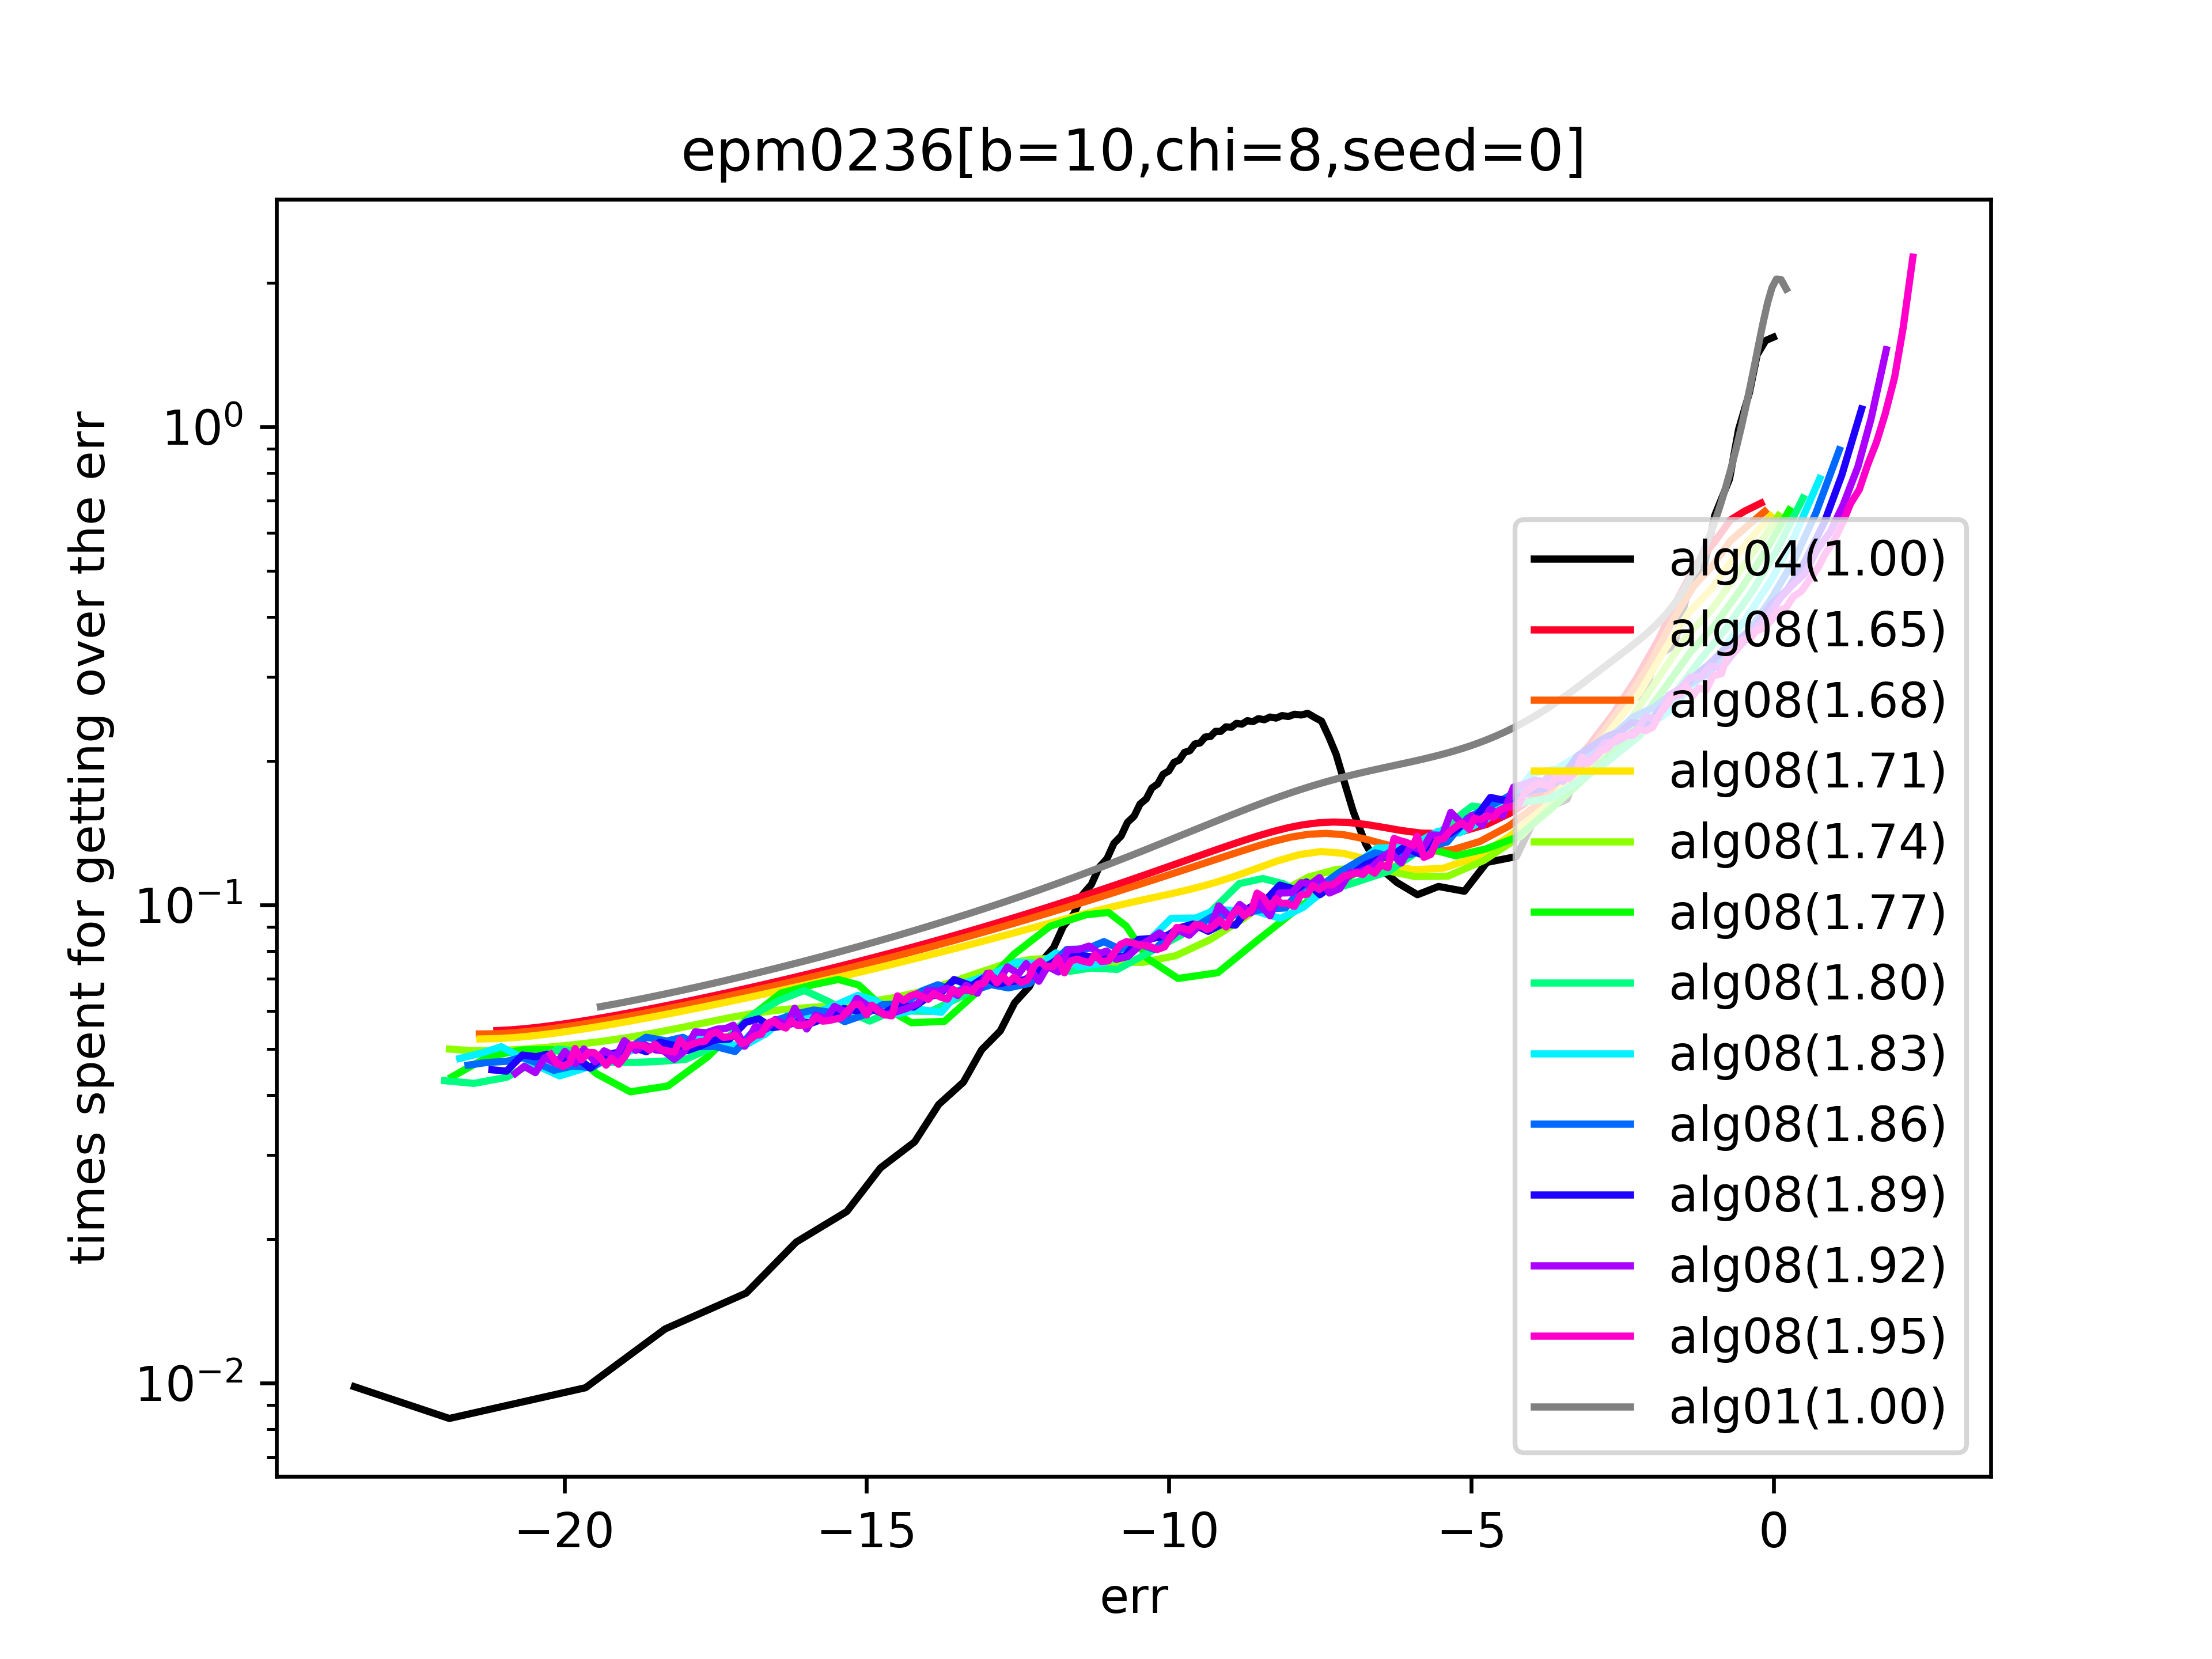 epm0236[b=10,chi=8,seed=0]
times spent for getting over the err
10⁰
10⁻¹
10⁻²
alg04(1.00)
alg08(1.65)
alg08(1.68)
alg08(1.71)
alg08(1.74)
alg08(1.77)
alg08(1.80)
alg08(1.83)
alg08(1.86)
alg08(1.89)
alg08(1.92)
alg08(1.95)
alg01(1.00)
−20 −15 −10 −5 0
err